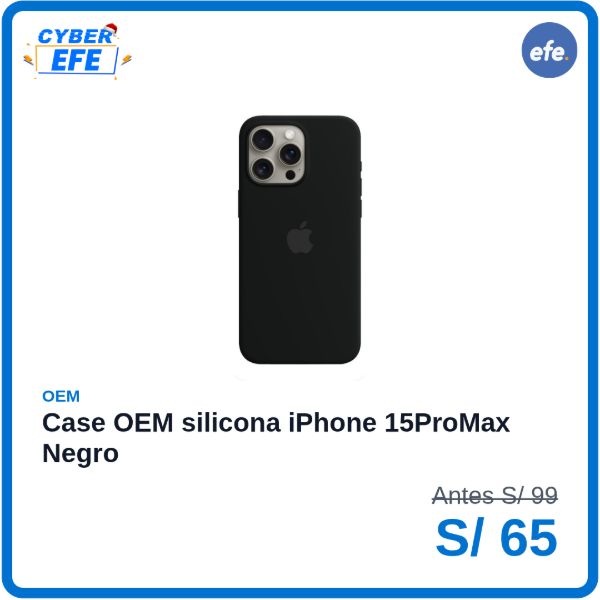 CYBER
EFE
efe.
OEM
Case OEM silicona iPhone 15ProMax
Negro
Antes S/ 99
S/ 65